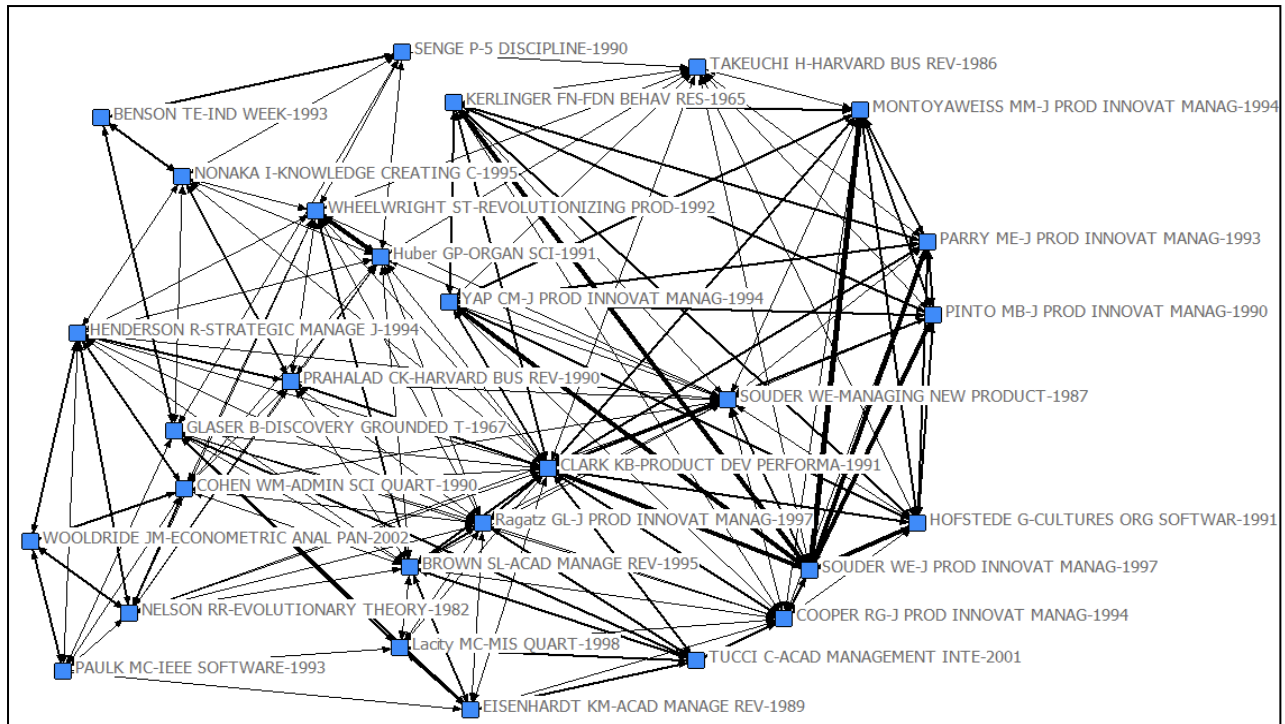 SENGE P-5 DISCIPLINE-1990
TAKEUCHI H-HARVARD BUS REV-1986
KERLINGER FN-FDN BEHAV RES-1965
MONTOYAWEISS MM-J PROD INNOVAT MANAG-1994
BENSON TE-IND WEEK-1993
NONAKA I-KNOWLEDGE CREATING C-1995
WHEELWRIGHT ST-REVOLUTIONIZING PROD-1992
PARRY ME-J PROD INNOVAT MANAG-1993
Huber GP-ORGAN SCI-1991
YAP CM-J PROD INNOVAT MANAG-1994
PINTO MB-J PROD INNOVAT MANAG-1990
HENDERSON R-STRATEGIC MANAGE J-1994
PRAHALAD CK-HARVARD BUS REV-1990
SOUDER WE-MANAGING NEW PRODUCT-1987
GLASER B-DISCOVERY GROUNDED T-1967
CLARK KB-PRODUCT DEV PERFORMA-1991
COHEN WM-ADMIN SCI QUART-1990
Ragatz GL-J PROD INNOVAT MANAG-1997
HOFSTEDE G-CULTURES ORG SOFTWAR-1991
WOOLDRIDE JM-ECONOMETRIC ANAL PAN-2002
BROWN SL-ACAD MANAGE REV-1995
SOUDER WE-J PROD INNOVAT MANAG-1997
NELSON RR-EVOLUTIONARY THEORY-1982
COOPER RG-J PROD INNOVAT MANAG-1994
Lacity MC-MIS QUART-1998
TUCCI C-ACAD MANAGEMENT INTE-2001
PAULK MC-IEEE SOFTWARE-1993
EISENHARDT KM-ACAD MANAGE REV-1989